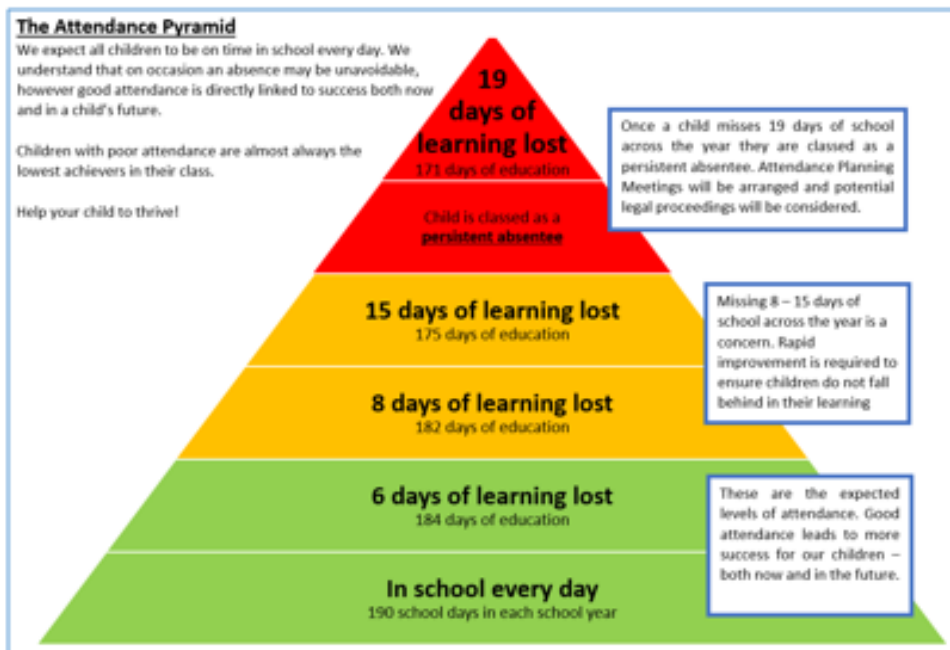 The Attendance Pyramid
We expect all children to be on time in school every day. We
understand that on occasion an absence may be unavoidable,
however good attendance is directly linked to success both now
and in a child's future.
Children with poor attendance are almost always the
lowest achievers in their class.
Help your child to thrive!
19
days of
learning lost
171 days of education
Child is classed as a
persistent absentee
Once a child misses 19 days of school
across the year they are classed as a
persistent absentee. Attendance Planning
Meetings will be arranged and potential
legal proceedings will be considered.
15 days of learning lost
175 days of education
8 days of learning lost
182 days of education
Missing 8 – 15 days of
school across the year is a
concern. Rapid
improvement is required to
ensure children do not fall
behind in their learning
6 days of learning lost
184 days of education
In school every day
190 school days in each school year
These are the expected
levels of attendance. Good
attendance leads to more
success for our children –
both now and in the future.